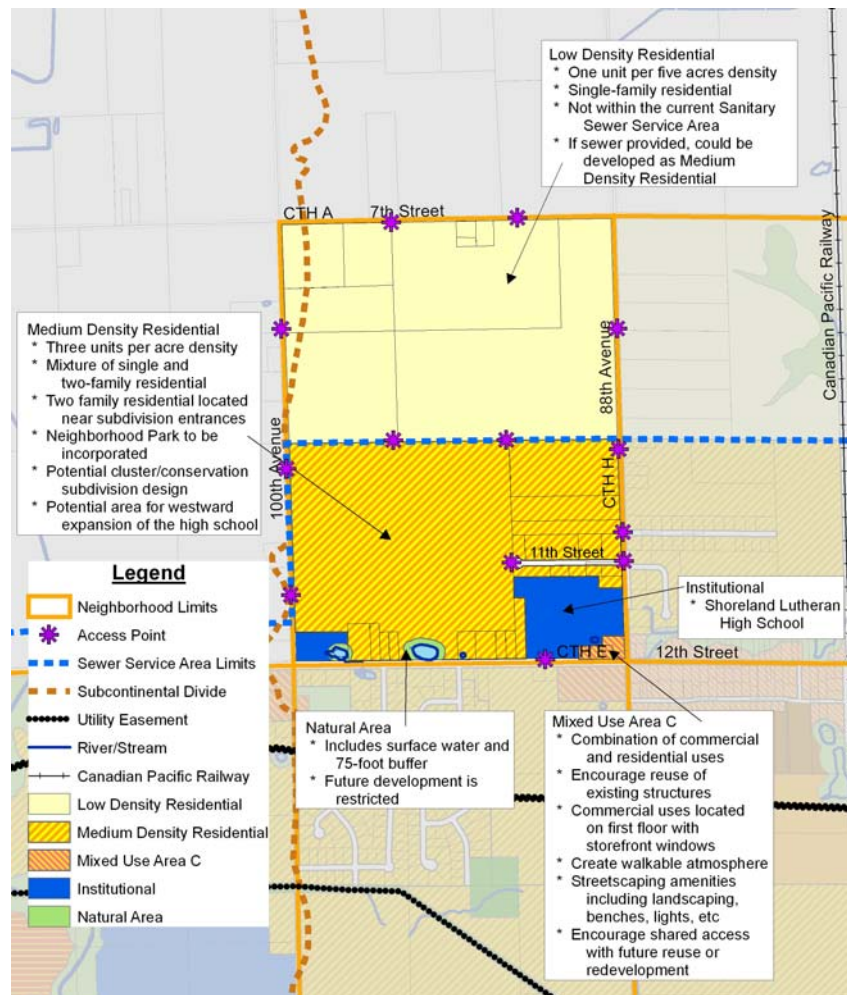 Low Density Residential
* One unit per five acres density
* Single-family residential
* Not within the current Sanitary
Sewer Service Area
* If sewer provided, could be
developed as Medium
Density Residential
CTH A
7th Street
Canadian Pacific Railway
88th Avenue
Medium Density Residential
* Three units per acre density
* Mixture of single and
two-family residential
* Two family residential located
near subdivision entrances
* Neighborhood Park to be
incorporated
* Potential cluster/conservation
subdivision design
* Potential area for westward
expansion of the high school
100th Avenue
CTH H
11th Street
Institutional
* Shoreland Lutheran
High School
CTH E
12th Street
Legend
Neighborhood Limits
Access Point
Sewer Service Area Limits
Subcontinental Divide
Utility Easement
River/Stream
Canadian Pacific Railway
Low Density Residential
Medium Density Residential
Mixed Use Area C
Institutional
Natural Area
Natural Area
* Includes surface water and
75-foot buffer
* Future development is
restricted
Mixed Use Area C
* Combination of commercial
and residential uses
* Encourage reuse of
existing structures
* Commercial uses located
on first floor with
storefront windows
* Create walkable atmosphere
* Streetscaping amenities
including landscaping,
benches, lights, etc
* Encourage shared access
with future reuse or
redevelopment